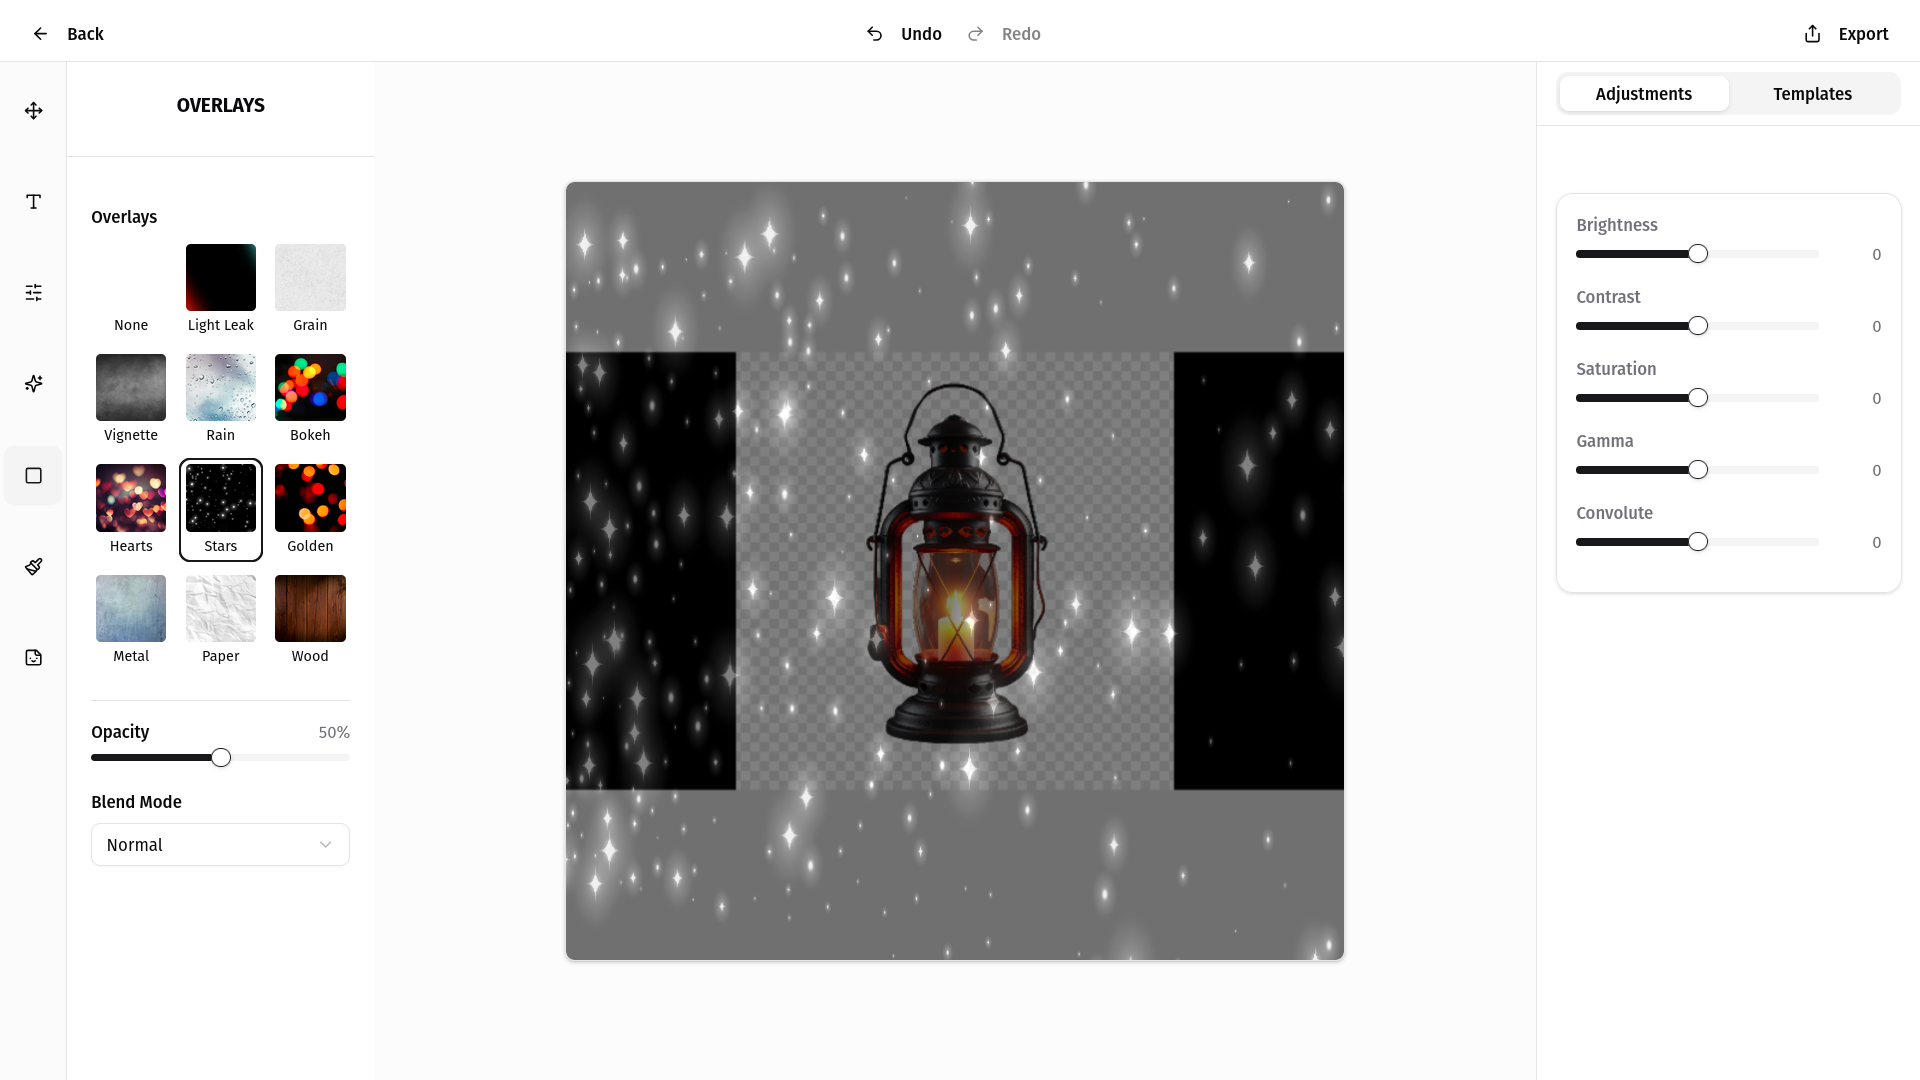 Back
Undo
Redo
Export
OVERLAYS
Adjustments
Templates
Overlays
None
Light Leak
Grain
Vignette
Rain
Bokeh
Hearts
Stars
Golden
Metal
Paper
Wood
Opacity
50%
Blend Mode
Normal
Brightness
0
Contrast
0
Saturation
0
Gamma
0
Convolute
0